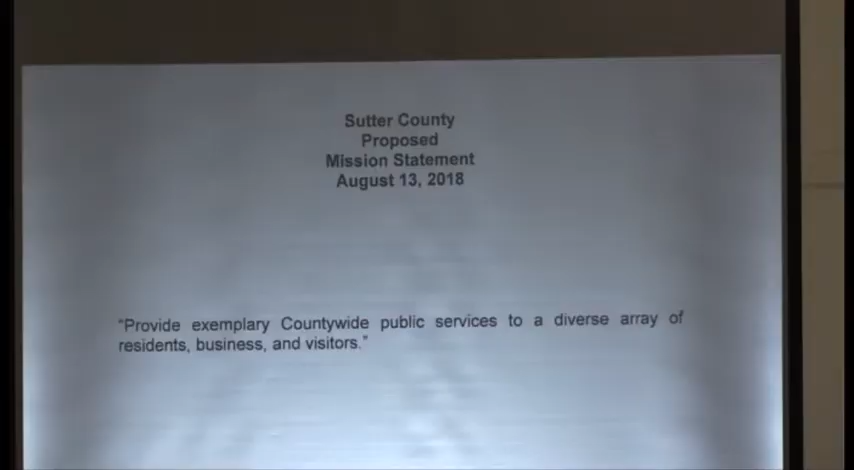 Sutter County
Proposed
Mission Statement
August 13, 2018
"Provide exemplary Countywide public services to a diverse array of
residents, business, and visitors."